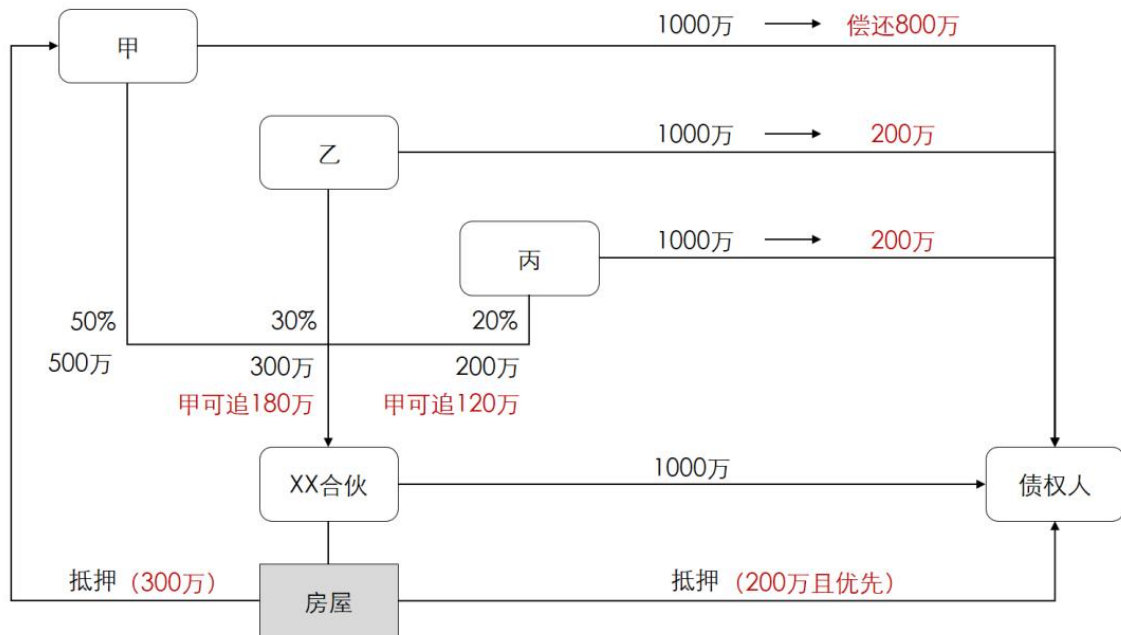 1000万 偿还800万
甲
1000万 200万
乙
1000万 200万
丙
50% 30% 20%
500万 300万 200万
甲可追180万 甲可追120万
XX合伙 1000万 债权人
抵押（300万） 房屋 抵押（200万且优先）